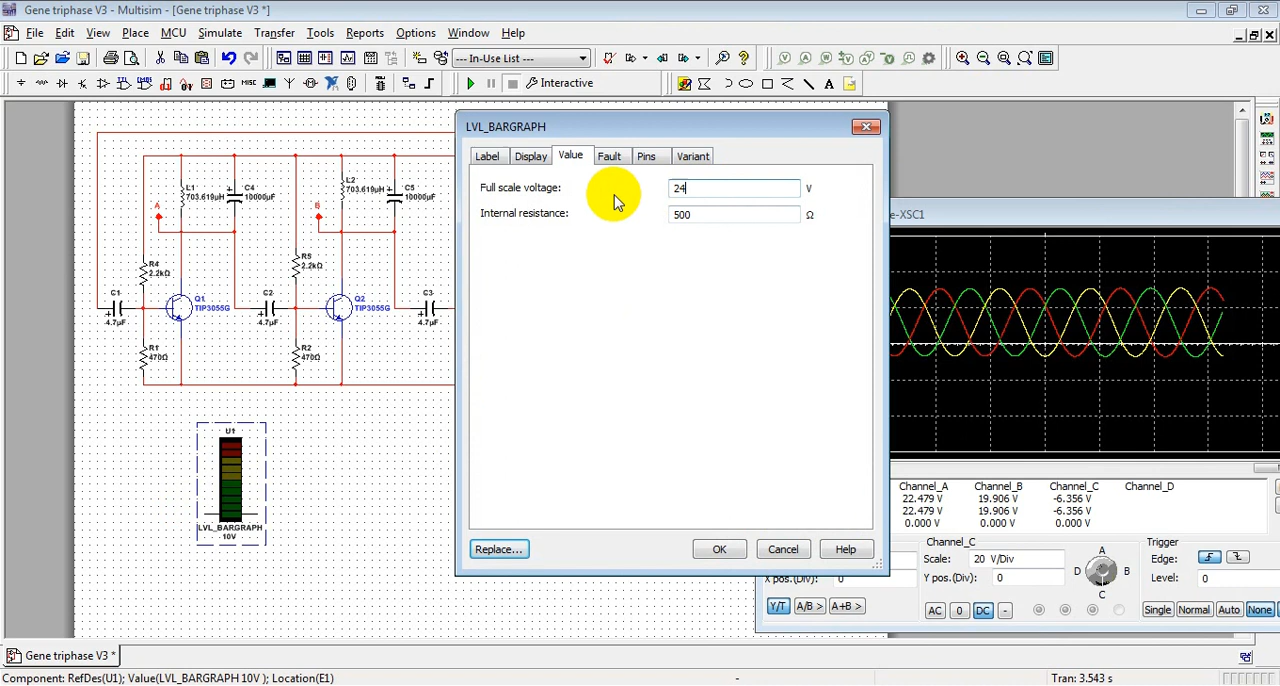 Gene triphase V3 - Multisim - [Gene triphase V3 *]
File Edit View Place MCU Simulate Transfer Tools Reports Options Window Help
--- In-Use List ---
Interactive
LVL_BARGRAPH
Label Display Value Fault Pins Variant
Full scale voltage: 24 V
Internal resistance: 500 Ω
Replace... OK Cancel Help
L1
703.619µH
C4
10000µF
L2
703.619µH
C5
10000µF
A
B
R4
2.2kΩ
R5
2.2kΩ
C1
4.7µF
Q1
TIP3055G
C2
4.7µF
Q2
TIP3055G
C3
4.7µF
R1
470Ω
R2
470Ω
U1
LVL_BARGRAPH
10V
e-XSC1
Channel_A Channel_B Channel_C Channel_D
22.479 V 19.906 V -6.356 V
22.479 V 19.906 V -6.356 V
0.000 V 0.000 V 0.000 V
Channel_C
Scale: 20 V/Div
Y pos.(Div): 0
X pos.(Div): 0
Y/T A/B > A+B >
AC 0 DC -
A
D B
C
Trigger
Edge:
Level: 0
Single Normal Auto None
Gene triphase V3 *
Component: RefDes(U1); Value(LVL_BARGRAPH 10V ); Location(E1) - Tran: 3.543 s